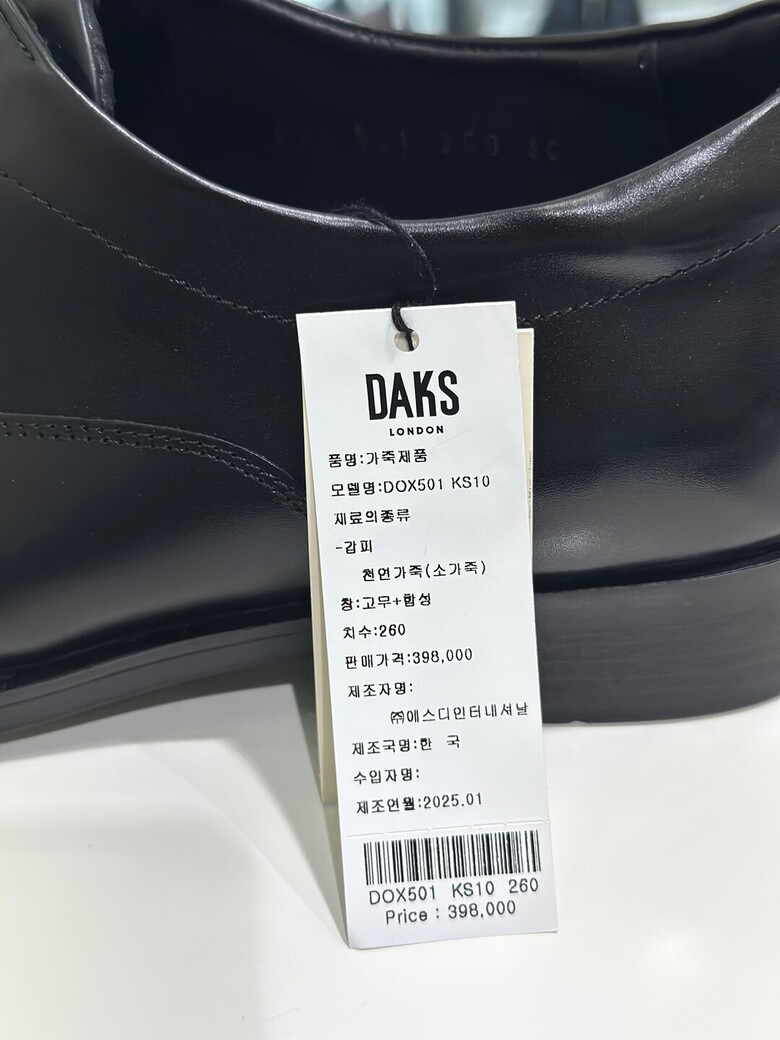 DAKS
LONDON
품명:가죽제품
모델명:DOX501 KS10
재료의종류
-갑피
천연가죽(소가죽)
창:고무+합성
치수:260
판매가격:398,000
제조자명:
㈜에스디인터내셔날
제조국명:한 국
수입자명:
제조연월:2025.01
DOX501 KS10 260
Price : 398,000